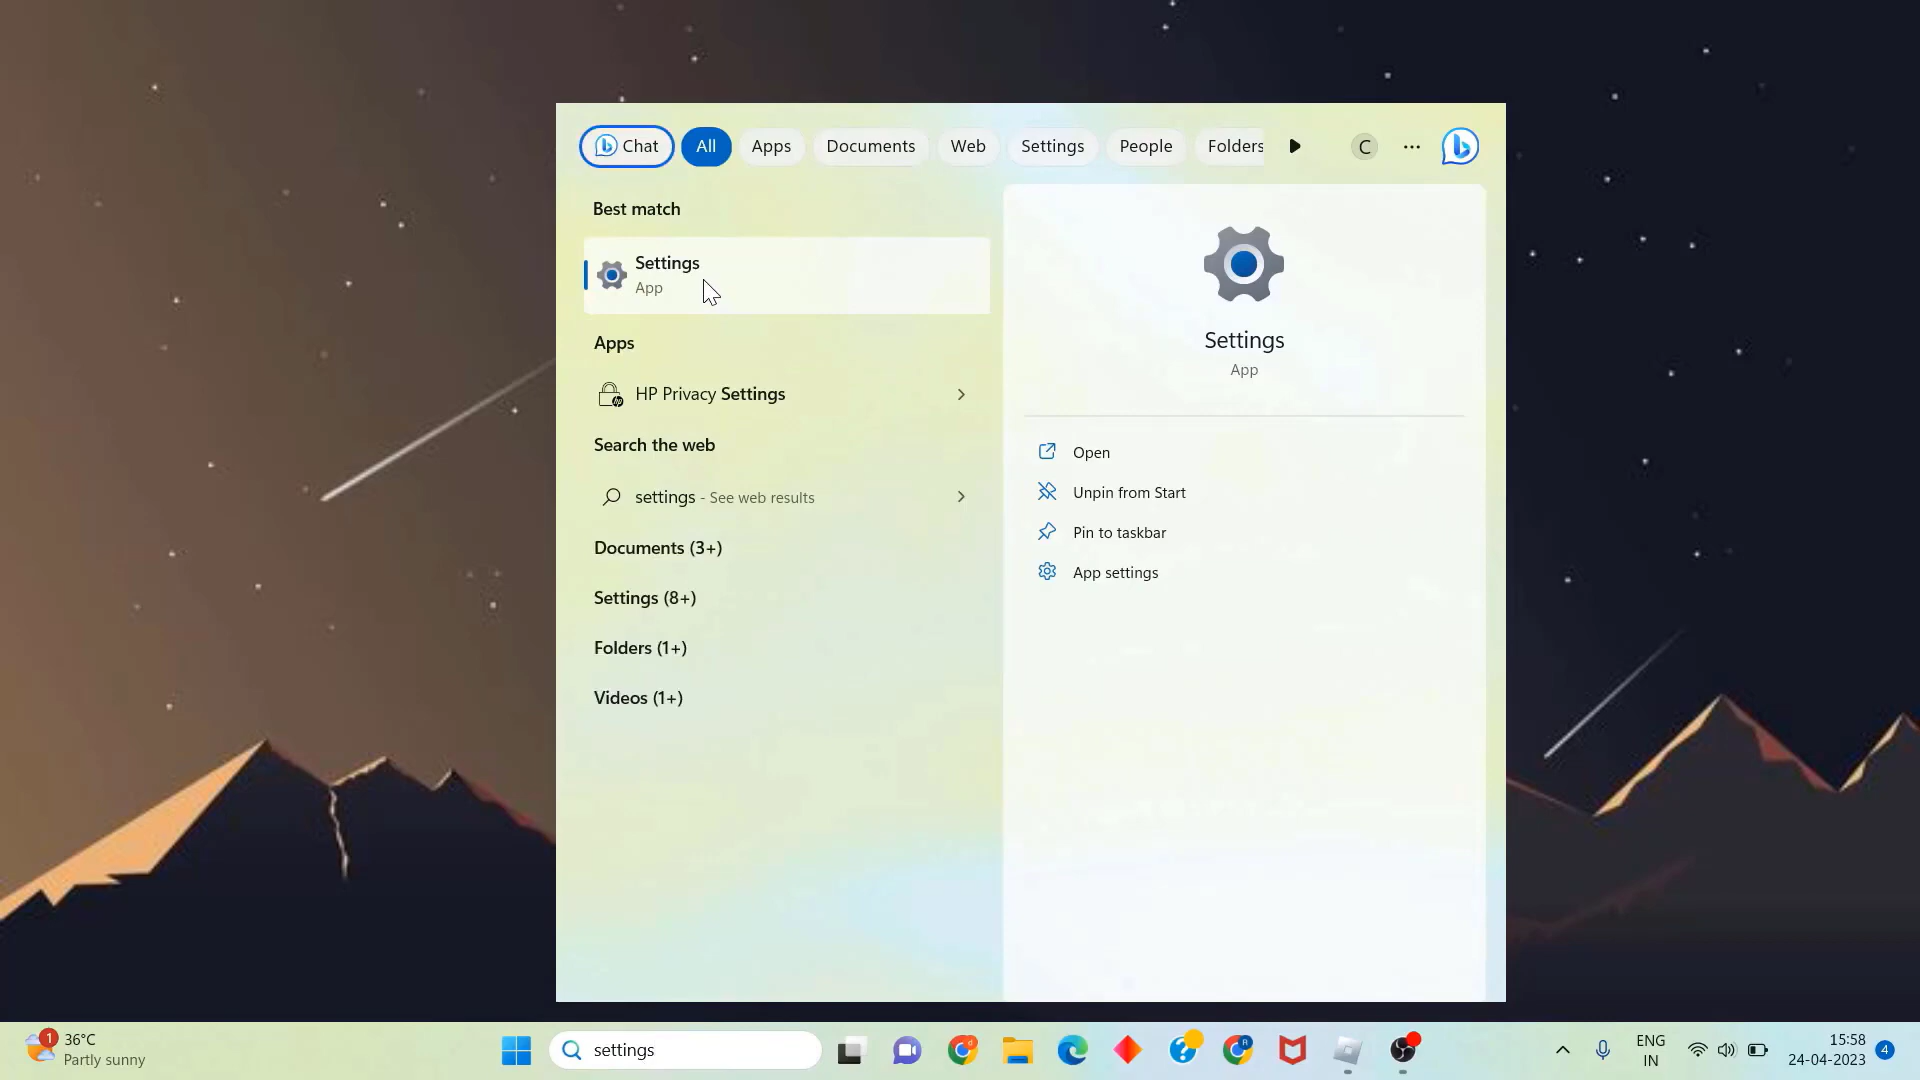 Chat
All
Apps
Documents
Web
Settings
People
Folders
C
Best match
Settings
App
Apps
HP Privacy Settings
Search the web
settings - See web results
Documents (3+)
Settings (8+)
Folders (1+)
Videos (1+)
Settings
App
Open
Unpin from Start
Pin to taskbar
App settings
1
36°C
Partly sunny
settings
ENG
IN
15:58
24-04-2023
4